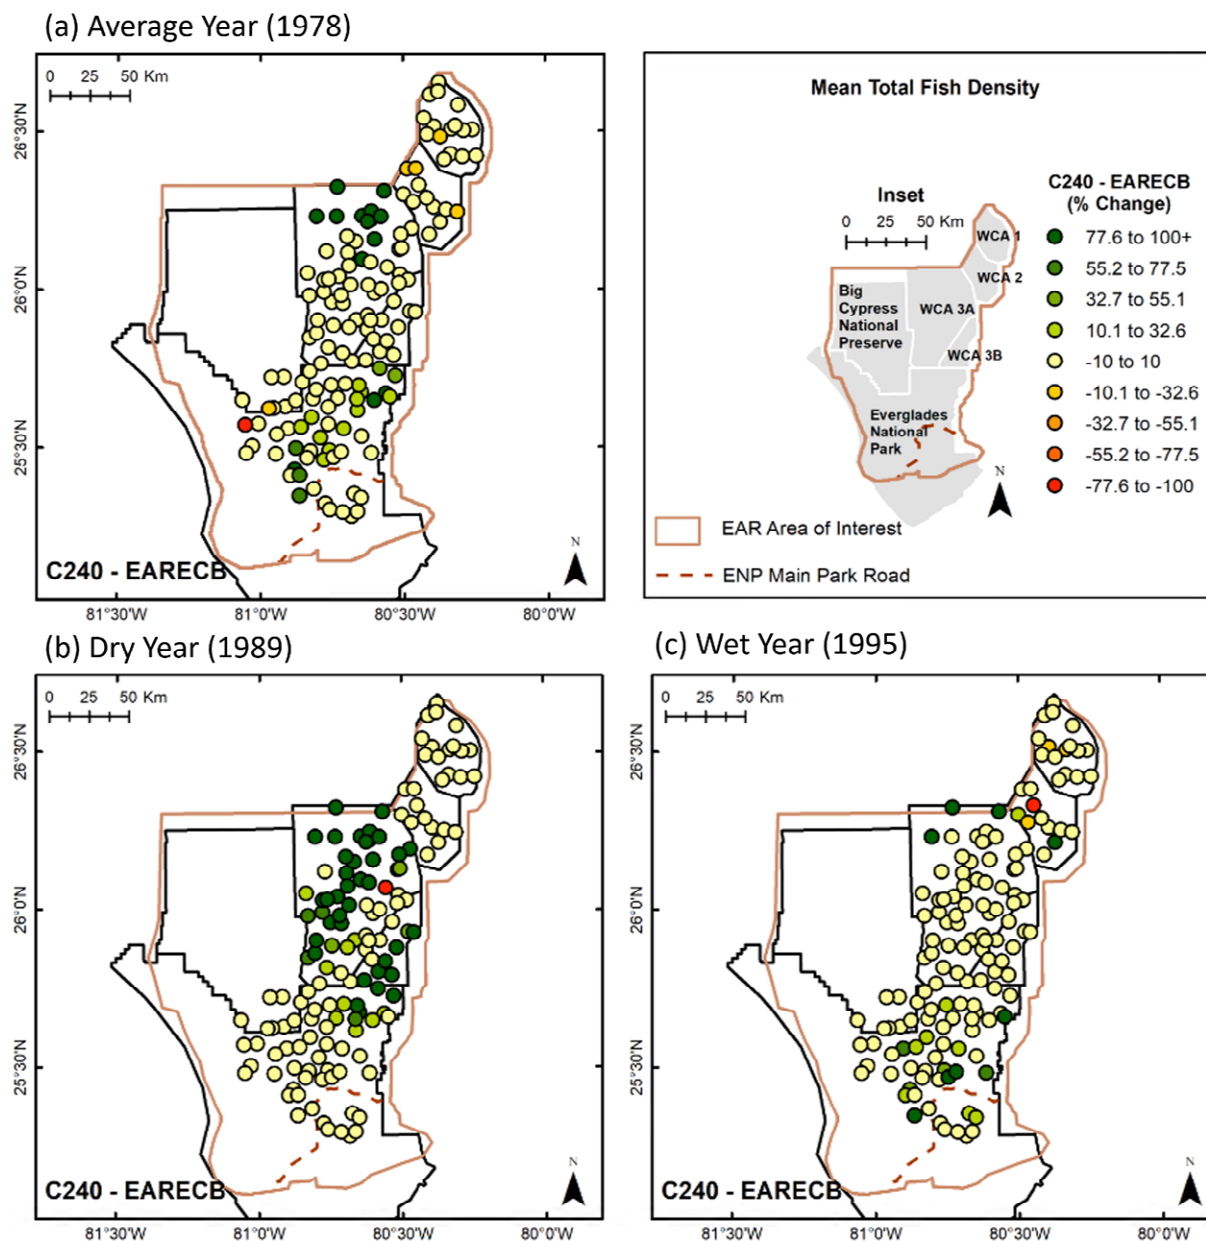 (a) Average Year (1978)
0 25 50 Km
26°30'N
26°0'N
25°30'N
N
C240 - EARECB
81°30'W 81°0'W 80°30'W 80°0'W
Mean Total Fish Density
Inset
0 25 50 Km
WCA 1
WCA 2
WCA 3A
WCA 3B
Big
Cypress
National
Preserve
Everglades
National
Park
N
C240 - EARECB
(% Change)
77.6 to 100+
55.2 to 77.5
32.7 to 55.1
10.1 to 32.6
-10 to 10
-10.1 to -32.6
-32.7 to -55.1
-55.2 to -77.5
-77.6 to -100
EAR Area of Interest
ENP Main Park Road
(b) Dry Year (1989)
0 25 50 Km
26°30'N
26°0'N
25°30'N
N
C240 - EARECB
81°30'W 81°0'W 80°30'W 80°0'W
(c) Wet Year (1995)
0 25 50 Km
26°30'N
26°0'N
25°30'N
N
C240 - EARECB
81°30'W 81°0'W 80°30'W 80°0'W